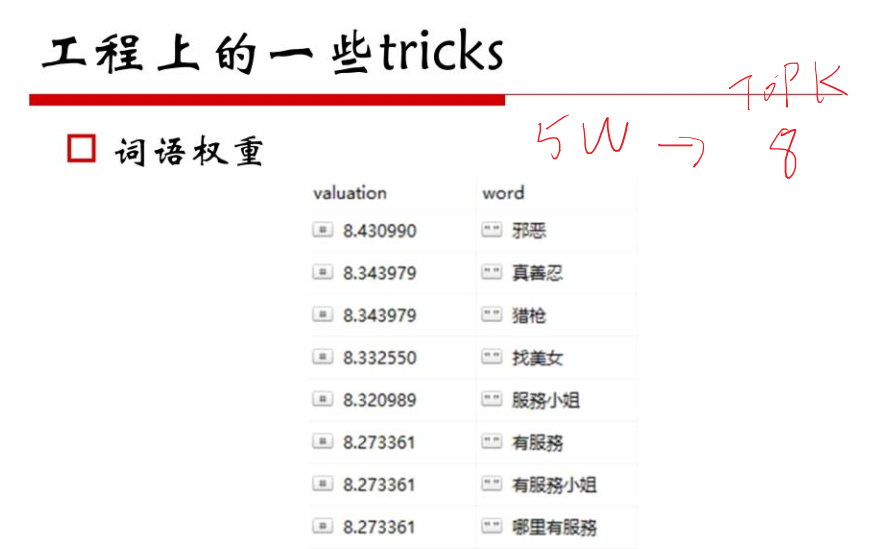 工程上的一些tricks
TOP K
5W → 8
词语权重
valuation word
8.430990 邪恶
8.343979 真善忍
8.343979 猎枪
8.332550 找美女
8.320989 服務小姐
8.273361 有服務
8.273361 有服務小姐
8.273361 哪里有服務